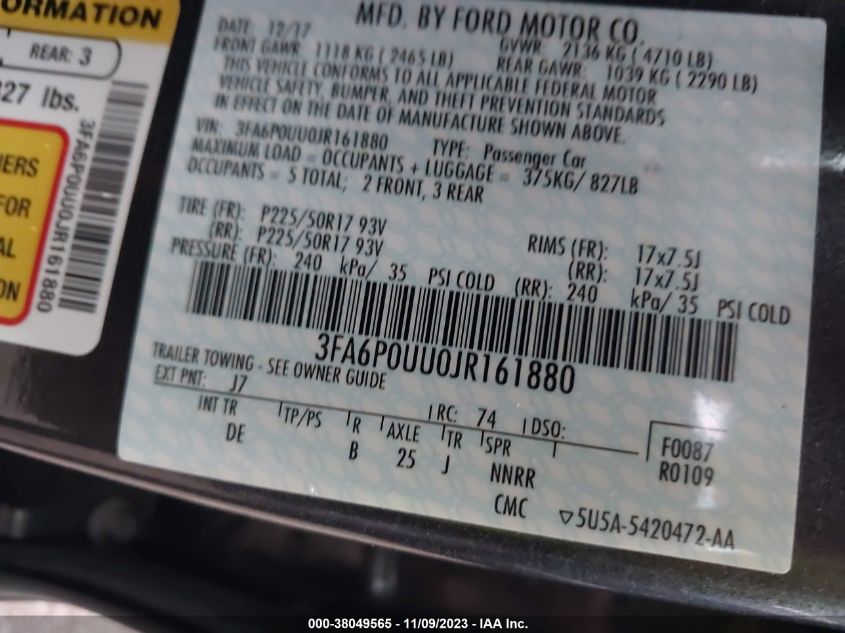 ORMATION
REAR: 3
27 lbs.
IERS
FOR
AL
ON
3FA6P0UU0JR161880
MFD. BY FORD MOTOR CO.
DATE: 12/17
GVWR: 2136 KG ( 4710 LB)
FRONT GAWR: 1118 KG ( 2465 LB)
REAR GAWR: 1039 KG ( 2290 LB)
THIS VEHICLE CONFORMS TO ALL APPLICABLE FEDERAL MOTOR
VEHICLE SAFETY, BUMPER, AND THEFT PREVENTION STANDARDS
IN EFFECT ON THE DATE OF MANUFACTURE SHOWN ABOVE.
VIN: 3FA6P0UU0JR161880 TYPE: Passenger Car
MAXIMUM LOAD = OCCUPANTS + LUGGAGE = 375KG/ 827LB
OCCUPANTS = 5 TOTAL; 2 FRONT, 3 REAR
TIRE (FR): P225/50R17 93V RIMS (FR): 17x7.5J
(RR): P225/50R17 93V (RR): 17x7.5J
PRESSURE (FR): 240 kPa/ 35 PSI COLD (RR): 240 kPa/ 35 PSI COLD
3FA6P0UU0JR161880
TRAILER TOWING - SEE OWNER GUIDE
EXT PNT: J7 RC: 74 DSO:
INT TR TP/PS R AXLE TR SPR F0087
DE B 25 J NNRR R0109
CMC ▽5U5A-5420472-AA
000-38049565 - 11/09/2023 - IAA Inc.